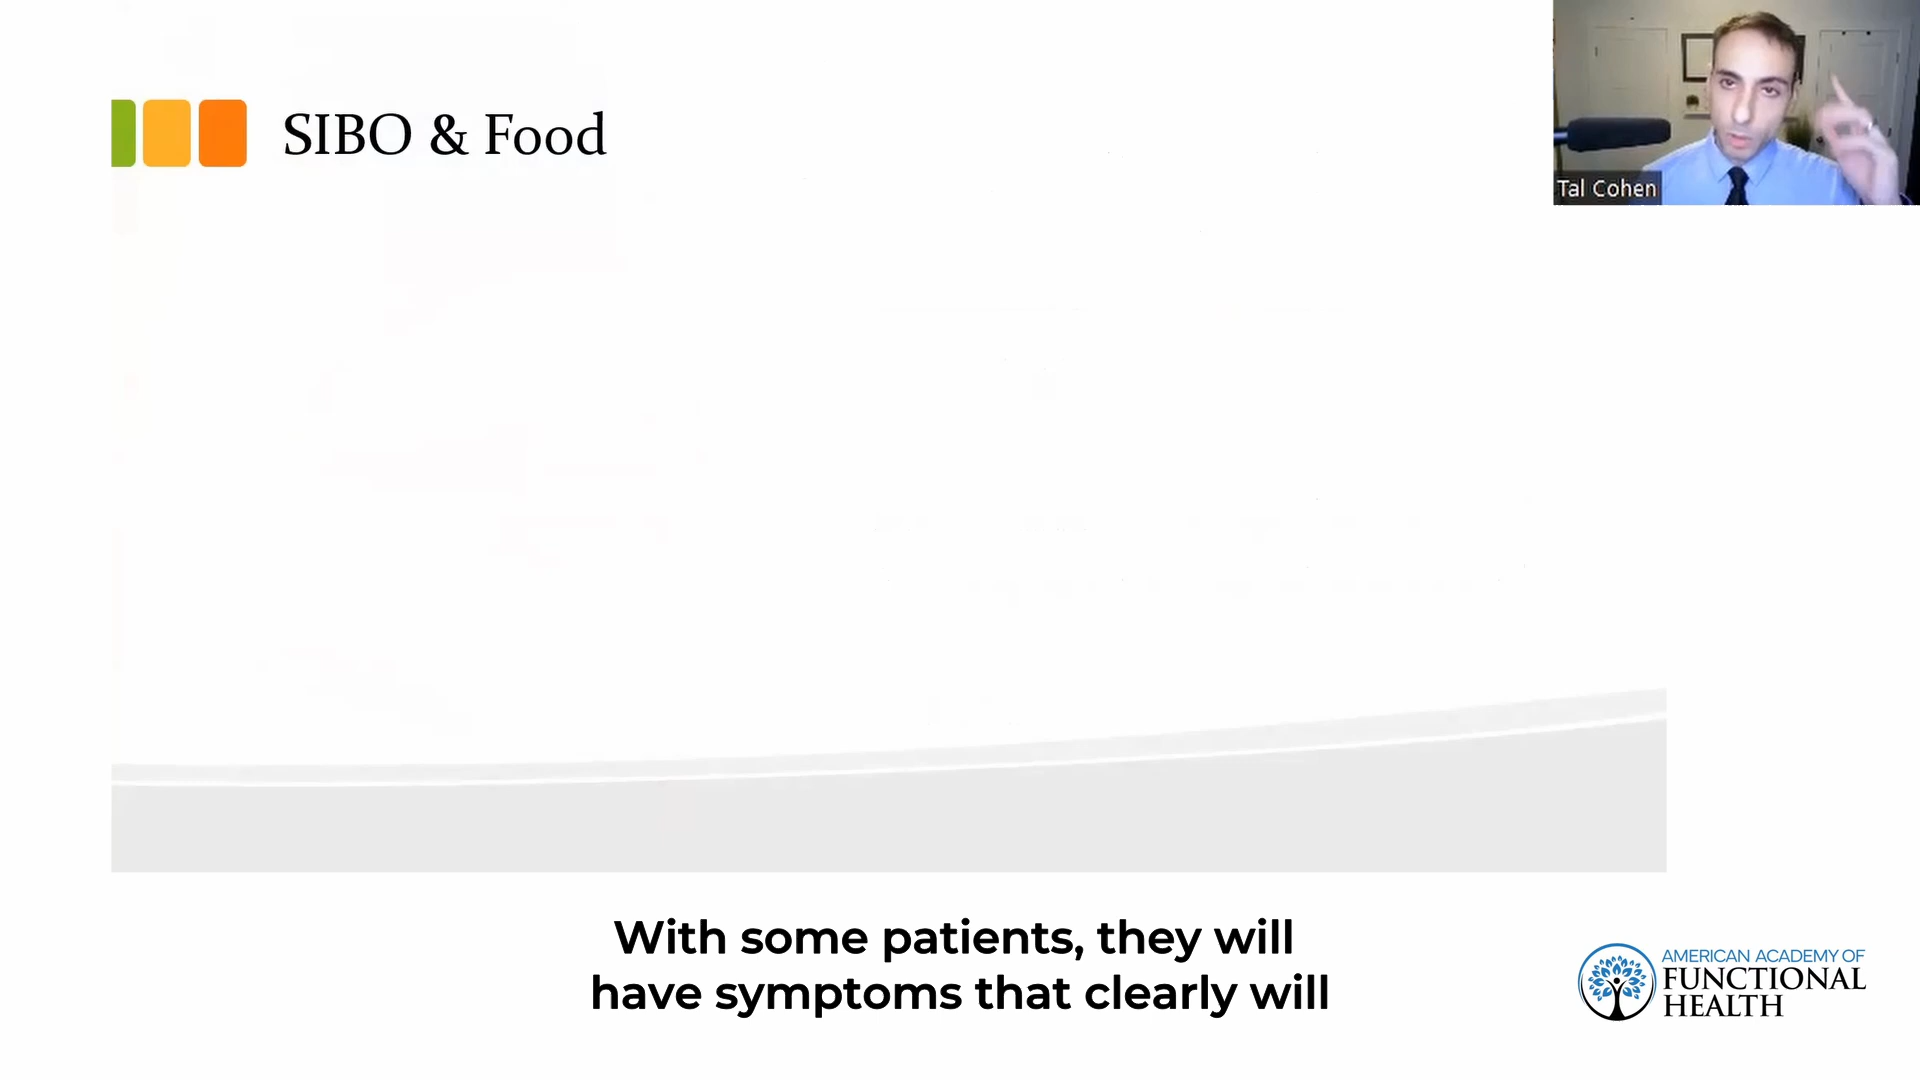 SIBO & Food
Tal Cohen
With some patients, they will
have symptoms that clearly will
AMERICAN ACADEMY OF
FUNCTIONAL
HEALTH